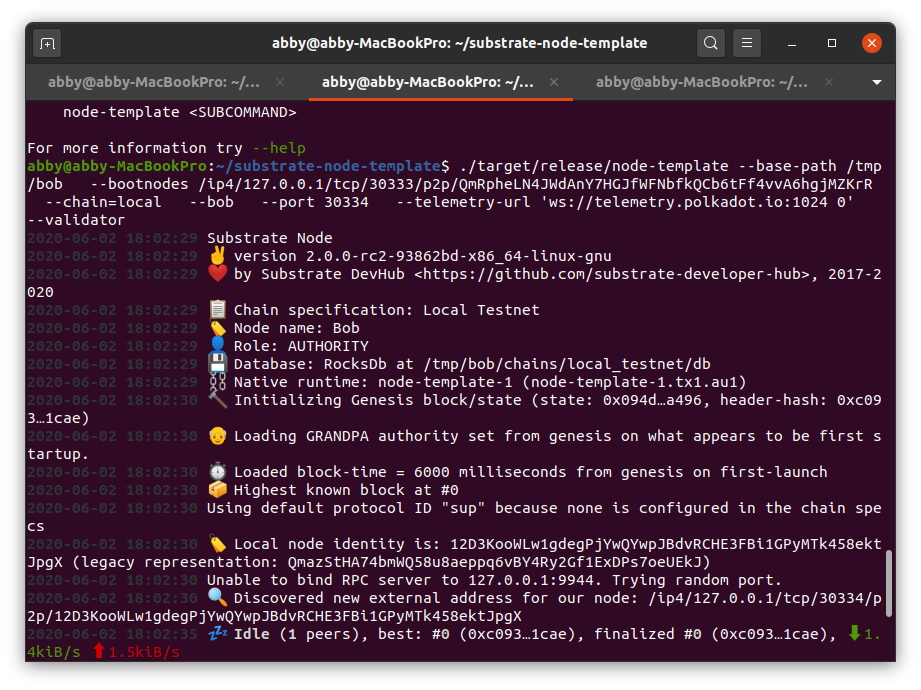 abby@abby-MacBookPro: ~/substrate-node-template
abby@abby-MacBookPro: ~/... × abby@abby-MacBookPro: ~/... × abby@abby-MacBookPro: ~/... ×
node-template <SUBCOMMAND>
For more information try --help
abby@abby-MacBookPro:~/substrate-node-template$ ./target/release/node-template --base-path /tmp
/bob   --bootnodes /ip4/127.0.0.1/tcp/30333/p2p/QmRpheLN4JWdAnY7HGJfWFNbfkQCb6tFf4vvA6hgjMZKrR
  --chain=local   --bob   --port 30334   --telemetry-url 'ws://telemetry.polkadot.io:1024 0'
--validator
2020-06-02 18:02:29 Substrate Node
2020-06-02 18:02:29 ✌️ version 2.0.0-rc2-93862bd-x86_64-linux-gnu
2020-06-02 18:02:29 ❤️ by Substrate DevHub <https://github.com/substrate-developer-hub>, 2017-2
020
2020-06-02 18:02:29 📋 Chain specification: Local Testnet
2020-06-02 18:02:29 🏷 Node name: Bob
2020-06-02 18:02:29 👤 Role: AUTHORITY
2020-06-02 18:02:29 💾 Database: RocksDb at /tmp/bob/chains/local_testnet/db
2020-06-02 18:02:29 ⛓ Native runtime: node-template-1 (node-template-1.tx1.au1)
2020-06-02 18:02:30 🔨 Initializing Genesis block/state (state: 0x094d…a496, header-hash: 0xc09
3…1cae)
2020-06-02 18:02:30 👴 Loading GRANDPA authority set from genesis on what appears to be first s
tartup.
2020-06-02 18:02:30 ⏱ Loaded block-time = 6000 milliseconds from genesis on first-launch
2020-06-02 18:02:30 📦 Highest known block at #0
2020-06-02 18:02:30 Using default protocol ID "sup" because none is configured in the chain spe
cs
2020-06-02 18:02:30 🏷 Local node identity is: 12D3KooWLw1gdegPjYwQYwpJBdvRCHE3FBi1GPyMTk458ekt
JpgX (legacy representation: QmazStHA74bmWQ58u8aeppq6vBY4Ry2Gf1ExDPs7oeUEkJ)
2020-06-02 18:02:30 Unable to bind RPC server to 127.0.0.1:9944. Trying random port.
2020-06-02 18:02:30 🔍 Discovered new external address for our node: /ip4/127.0.0.1/tcp/30334/p
2p/12D3KooWLw1gdegPjYwQYwpJBdvRCHE3FBi1GPyMTk458ektJpgX
2020-06-02 18:02:35 💤 Idle (1 peers), best: #0 (0xc093…1cae), finalized #0 (0xc093…1cae), ⬇ 1.
4kiB/s ⬆ 1.5kiB/s